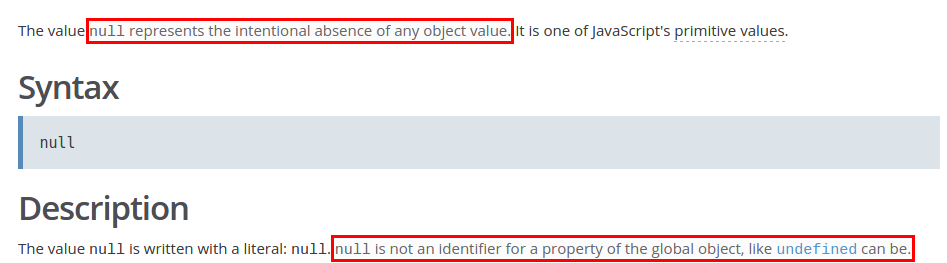 The value null represents the intentional absence of any object value. It is one of JavaScript's primitive values.
Syntax
null
Description
The value null is written with a literal: null. null is not an identifier for a property of the global object, like undefined can be.